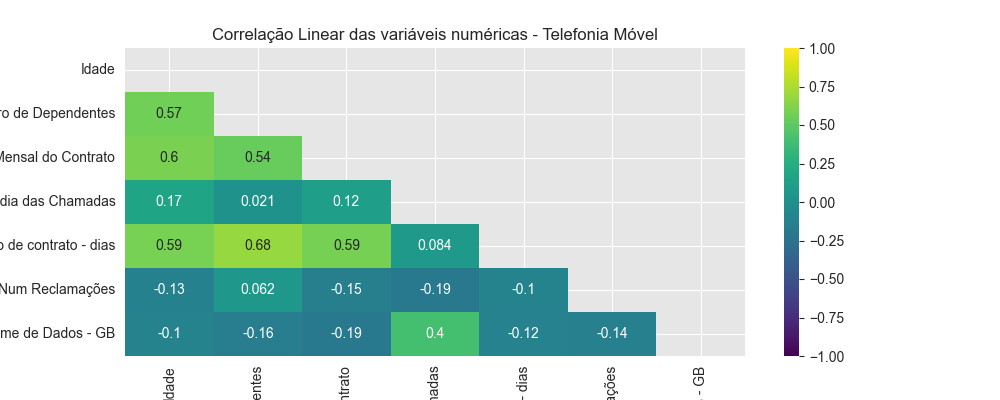 Correlação Linear das variáveis numéricas - Telefonia Móvel
Idade
ro de Dependentes
0.57
Mensal do Contrato
0.6 0.54
dia das Chamadas
0.17 0.021 0.12
o de contrato - dias
0.59 0.68 0.59 0.084
Num Reclamações
-0.13 0.062 -0.15 -0.19 -0.1
me de Dados - GB
-0.1 -0.16 -0.19 0.4 -0.12 -0.14
Idade
entes
ntrato
nadas
- dias
ações
- GB
1.00
0.75
0.50
0.25
0.00
−0.25
−0.50
−0.75
−1.00